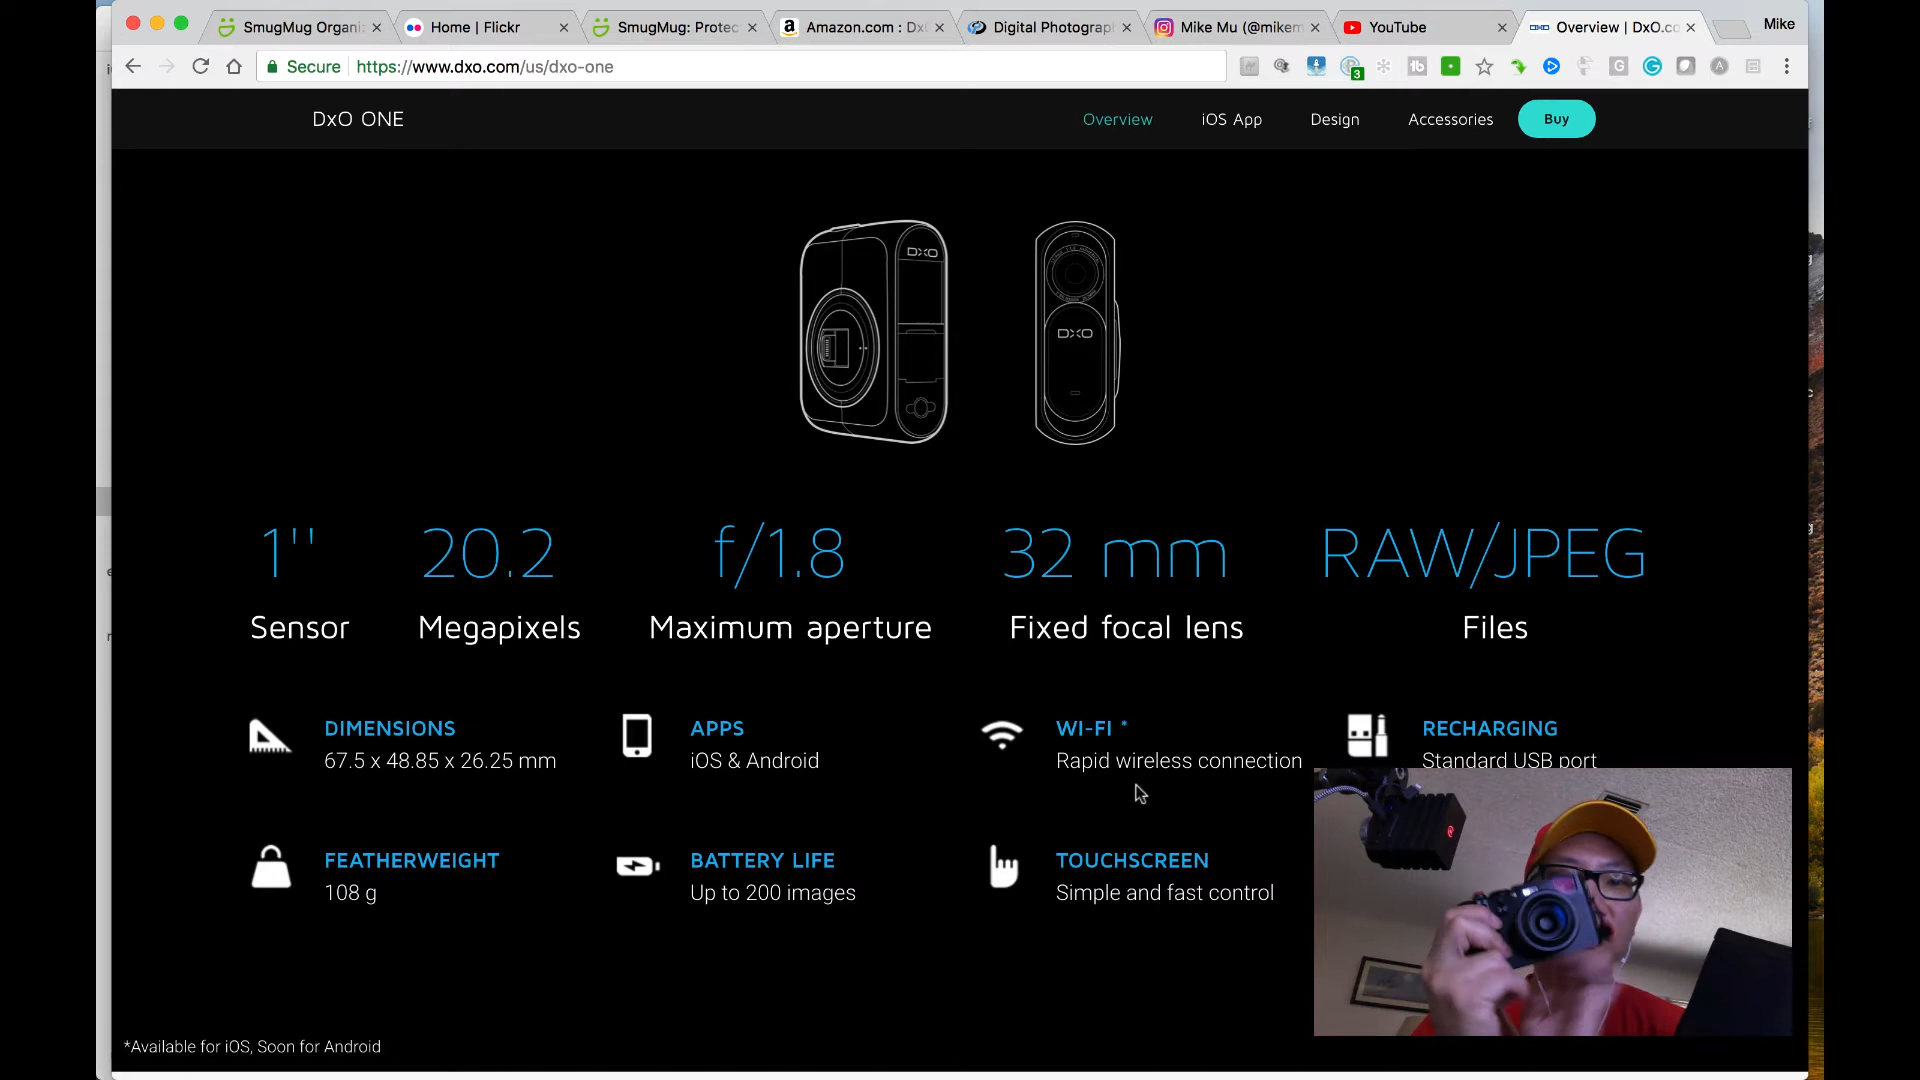 SmugMug Organi
Home | Flickr
SmugMug: Protec
Amazon.com : Dx
Digital Photograp
Mike Mu (@mikem
YouTube
Overview | DxO.co
Mike
Secure
https://www.dxo.com/us/dxo-one
3
DxO ONE
Overview
iOS App
Design
Accessories
Buy
DXO
DXO
1''
20.2
f/1.8
32 mm
RAW/JPEG
Sensor
Megapixels
Maximum aperture
Fixed focal lens
Files
DIMENSIONS
67.5 x 48.85 x 26.25 mm
APPS
iOS & Android
WI-FI *
Rapid wireless connection
RECHARGING
Standard USB port
FEATHERWEIGHT
108 g
BATTERY LIFE
Up to 200 images
TOUCHSCREEN
Simple and fast control
*Available for iOS, Soon for Android